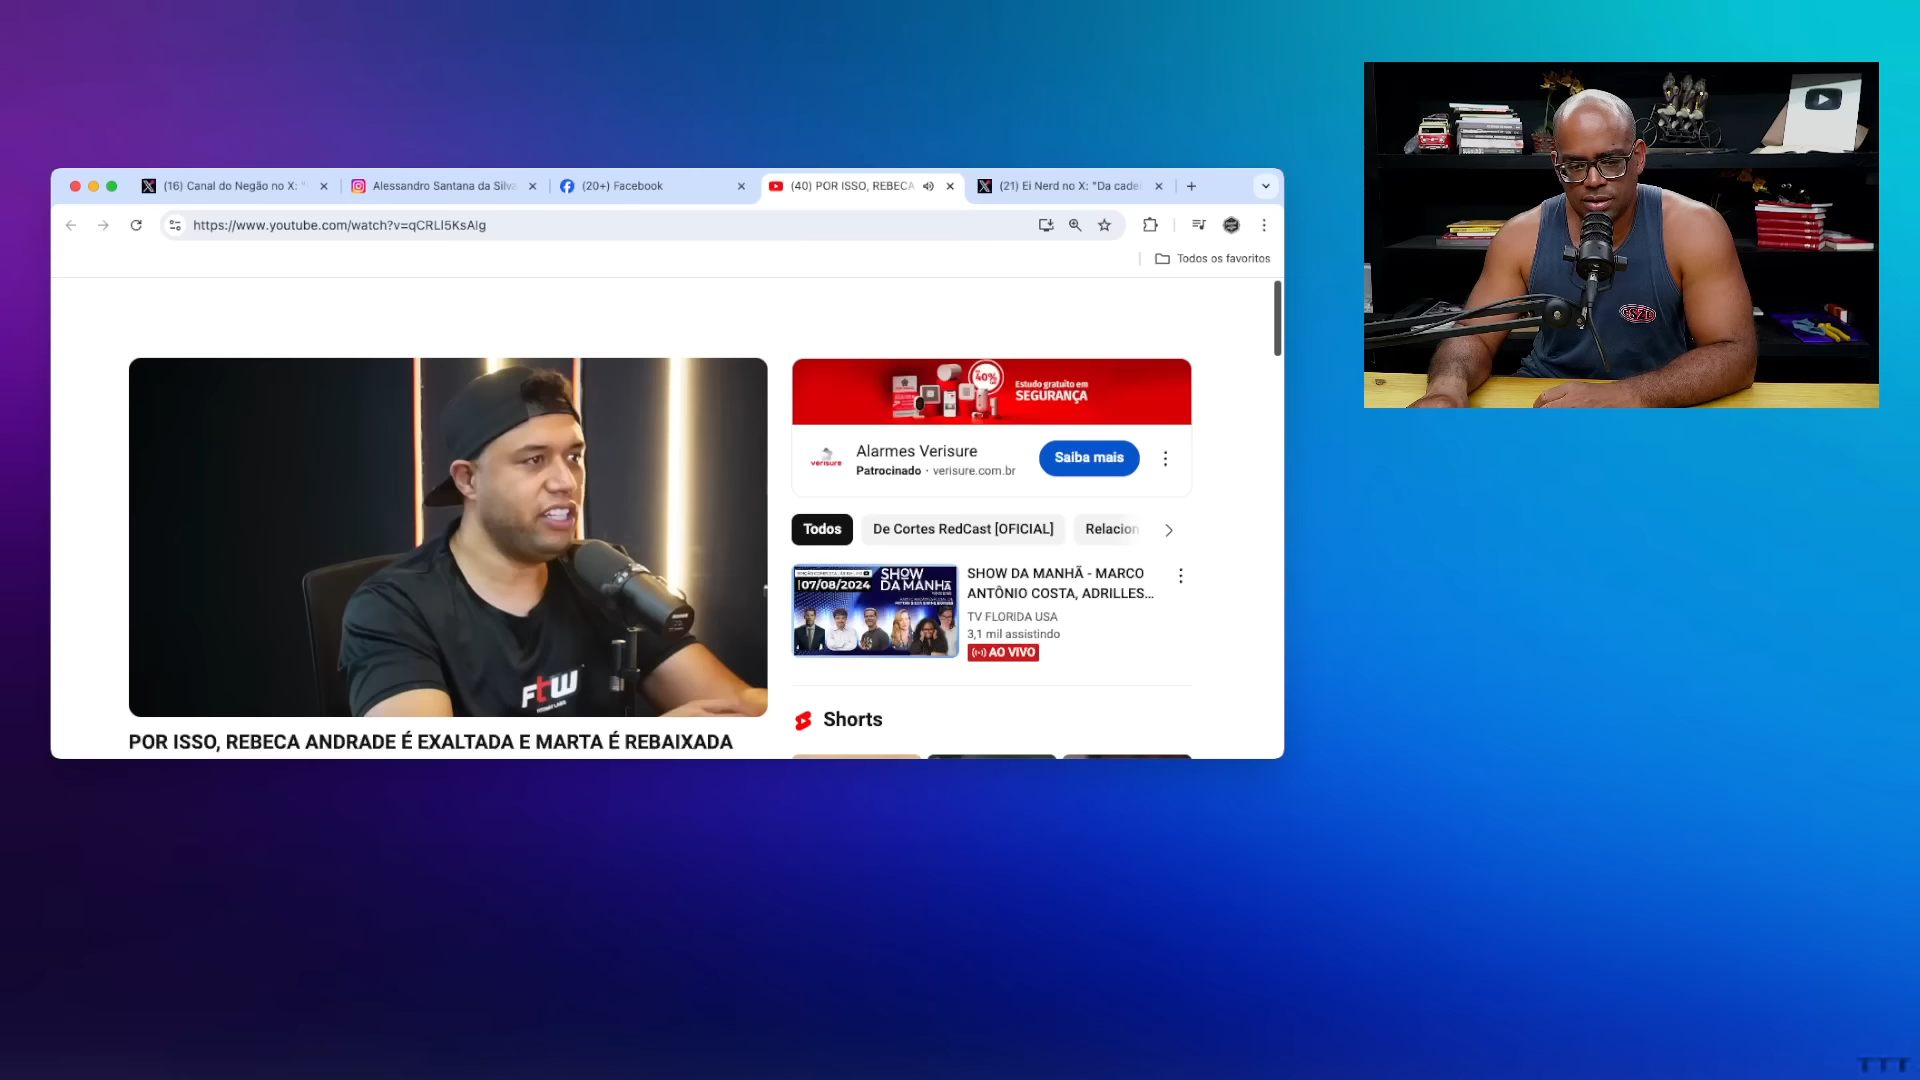 (16) Canal do Negão no X: "
Alessandro Santana da Silva
(20+) Facebook
(40) POR ISSO, REBECA
(21) Ei Nerd no X: "Da cade
https://www.youtube.com/watch?v=qCRLI5KsAlg
Todos os favoritos
40%
Estudo gratuito em
SEGURANÇA
verisure
Alarmes Verisure
Patrocinado · verisure.com.br
Saiba mais
Todos
De Cortes RedCast [OFICIAL]
Relacion
07/08/2024
SHOW
DA MANHÃ
SHOW DA MANHÃ - MARCO
ANTÔNIO COSTA, ADRILLES...
TV FLORIDA USA
3,1 mil assistindo
AO VIVO
Shorts
FTW
POR ISSO, REBECA ANDRADE É EXALTADA E MARTA É REBAIXADA